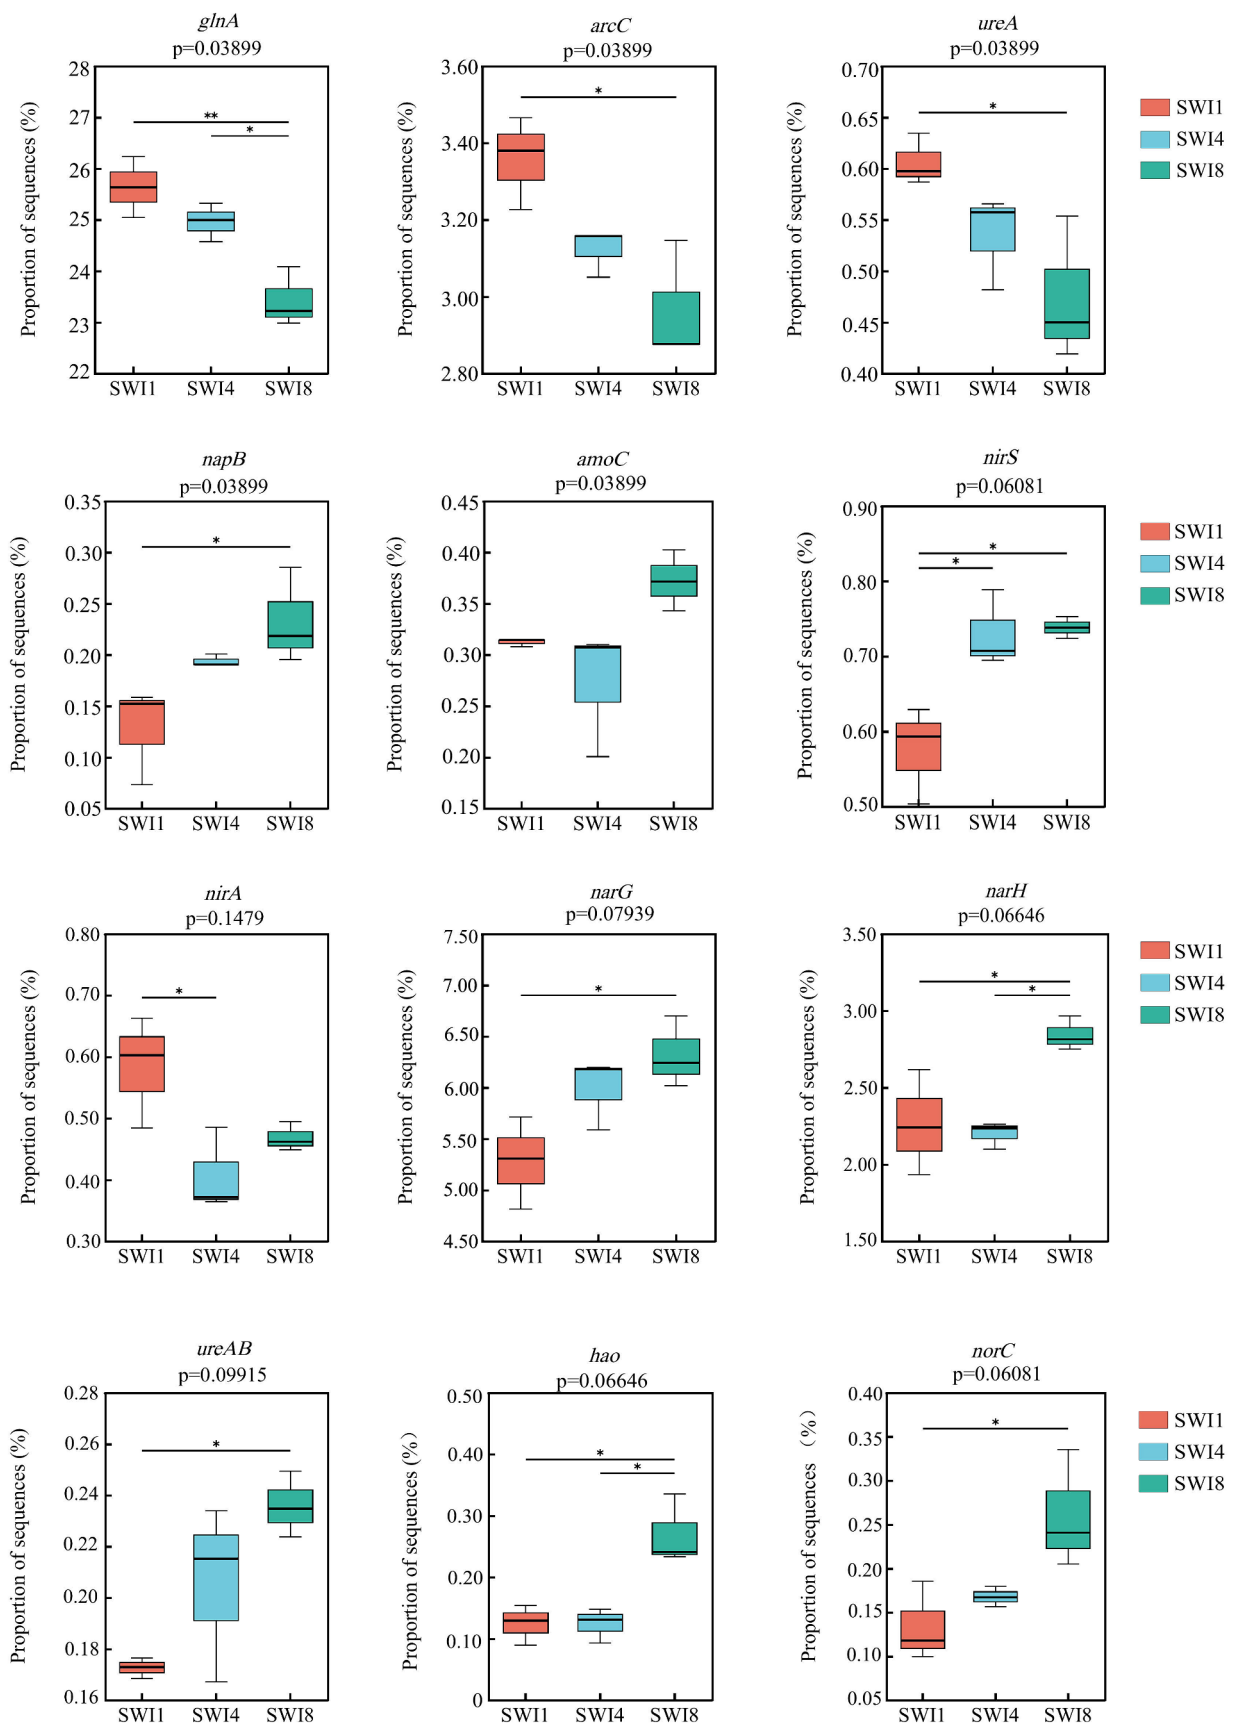 glnA
p=0.03899
Proportion of sequences (%)
28
27
26
25
24
23
22
**
*
SWI1
SWI4
SWI8
arcC
p=0.03899
Proportion of sequences (%)
3.60
3.40
3.20
3.00
2.80
*
SWI1
SWI4
SWI8
ureA
p=0.03899
Proportion of sequences (%)
0.70
0.65
0.60
0.55
0.50
0.45
0.40
*
SWI1
SWI4
SWI8
SWI1
SWI4
SWI8
napB
p=0.03899
Proportion of sequences (%)
0.35
0.30
0.25
0.20
0.15
0.10
0.05
*
SWI1
SWI4
SWI8
amoC
p=0.03899
Proportion of sequences (%)
0.45
0.40
0.35
0.30
0.25
0.20
0.15
SWI1
SWI4
SWI8
nirS
p=0.06081
Proportion of sequences (%)
0.90
0.80
0.70
0.60
0.50
*
*
SWI1
SWI4
SWI8
SWI1
SWI4
SWI8
nirA
p=0.1479
Proportion of sequences (%)
0.80
0.70
0.60
0.50
0.40
0.30
*
SWI1
SWI4
SWI8
narG
p=0.07939
Proportion of sequences (%)
7.50
7.00
6.50
6.00
5.50
5.00
4.50
*
SWI1
SWI4
SWI8
narH
p=0.06646
Proportion of sequences (%)
3.50
3.00
2.50
2.00
1.50
*
*
SWI1
SWI4
SWI8
SWI1
SWI4
SWI8
ureAB
p=0.09915
Proportion of sequences (%)
0.28
0.26
0.24
0.22
0.20
0.18
0.16
*
SWI1
SWI4
SWI8
hao
p=0.06646
Proportion of sequences (%)
0.50
0.40
0.30
0.20
0.10
0
*
*
SWI1
SWI4
SWI8
norC
p=0.06081
Proportion of sequences (%)
0.40
0.35
0.30
0.25
0.20
0.15
0.10
0.05
*
SWI1
SWI4
SWI8
SWI1
SWI4
SWI8